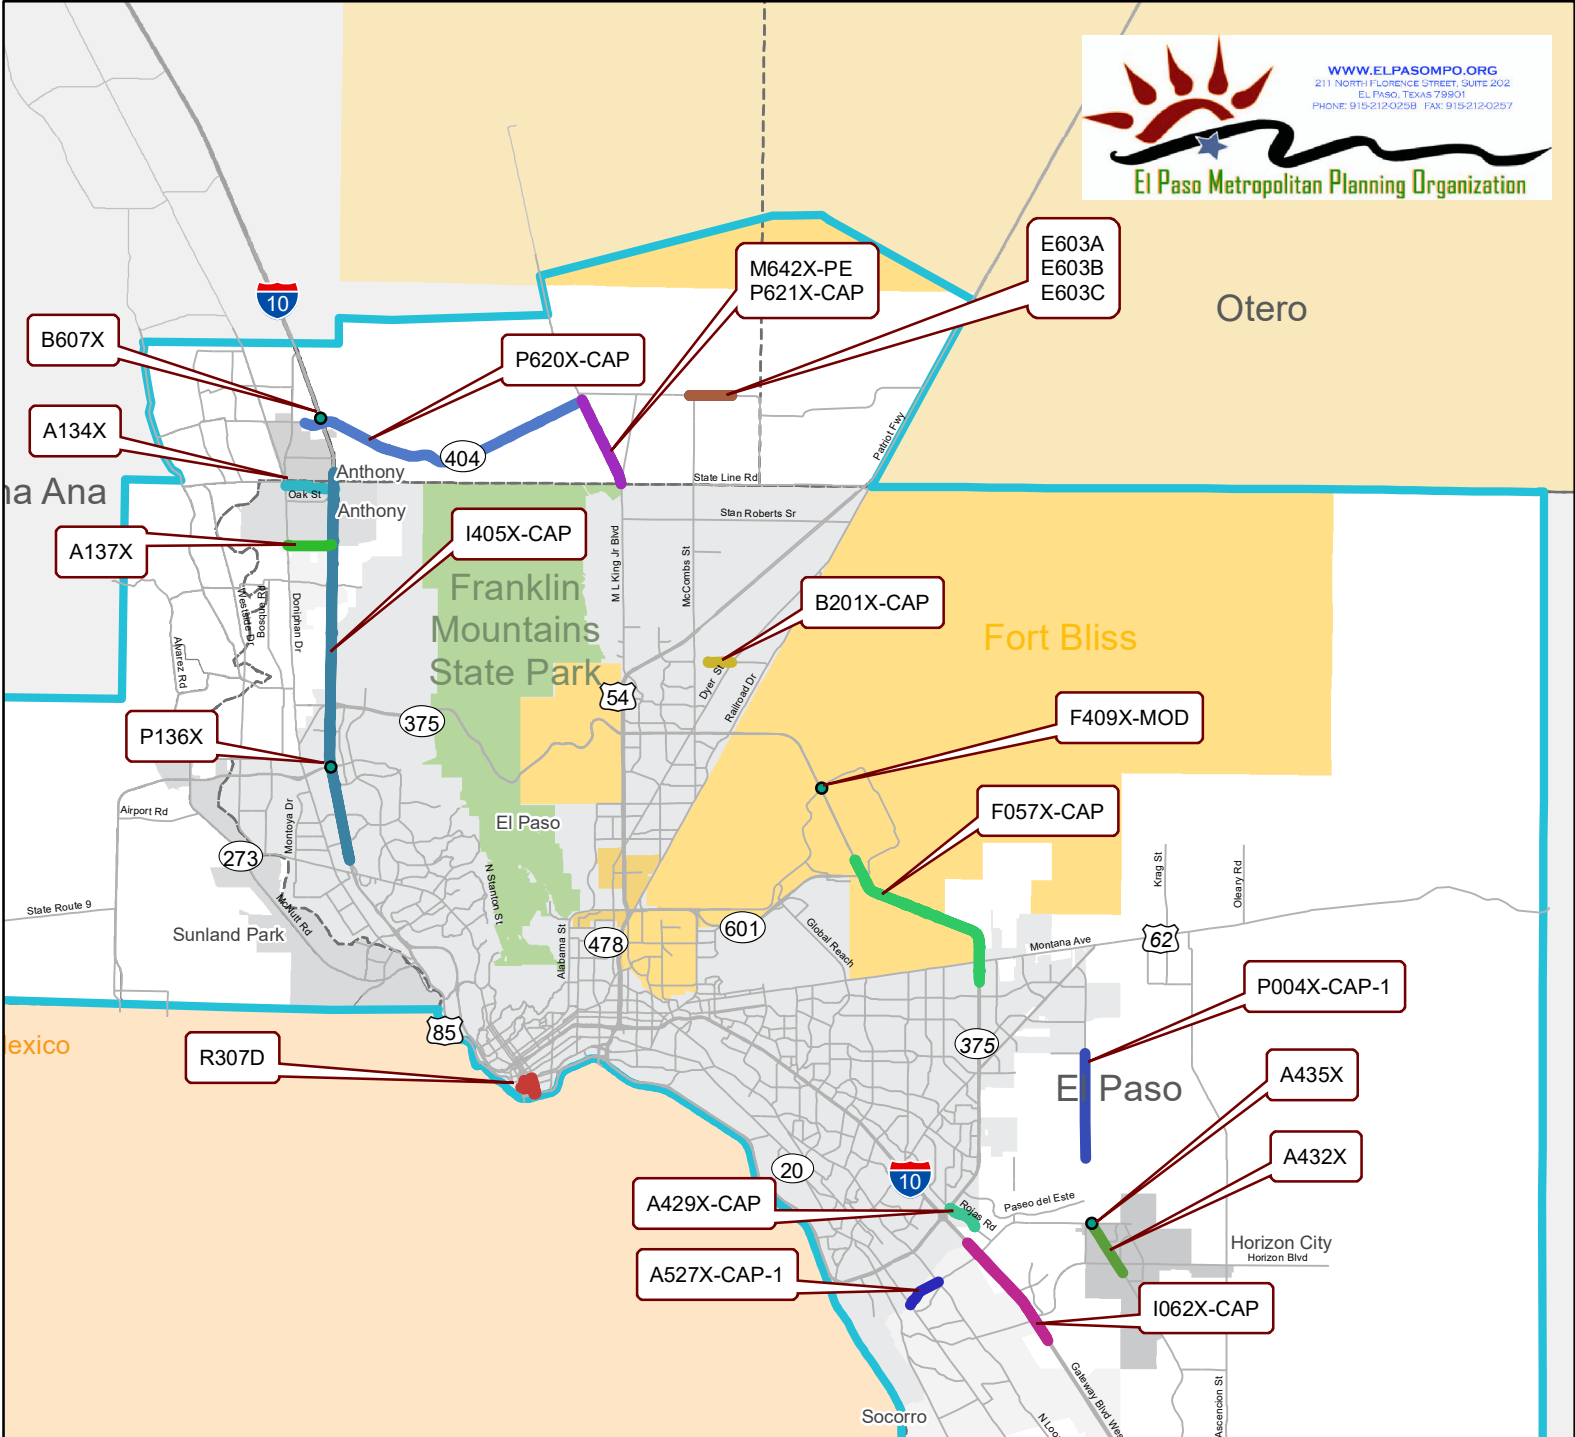 WWW.ELPASOMPO.ORG
211 NORTH FLORENCE STREET, SUITE 202
EL PASO, TEXAS 79901
PHONE: 915-212-0258 FAX: 915-212-0257
El Paso Metropolitan Planning Organization
E603A
E603B
E603C
M642X-PE
P621X-CAP
Otero
10
B607X
P620X-CAP
A134X
404
Patriot Fwy
Anthony
State Line Rd
na Ana
Oak St
Anthony
Stan Roberts Sr
I405X-CAP
A137X
M L King Jr Blvd
McCombs St
Franklin
Mountains
State Park
B201X-CAP
Fort Bliss
Westside Dr
Bosque Rd
Doniphan Dr
Alvarez Rd
Dyer St
Railroad Dr
54
375
P136X
F409X-MOD
Airport Rd
Montoya Dr
El Paso
F057X-CAP
273
N Stanton St
Krag St
Oleary Rd
State Route 9
McNutt Rd
Sunland Park
Alabama St
478
601
Global Reach
Montana Ave
62
P004X-CAP-1
85
exico
R307D
375
El Paso
A435X
A432X
20
10
A429X-CAP
Rojas Rd
Paseo del Este
Horizon City
Horizon Blvd
A527X-CAP-1
I062X-CAP
Gateway Blvd Wes
Ascencion St
Socorro
N Loo